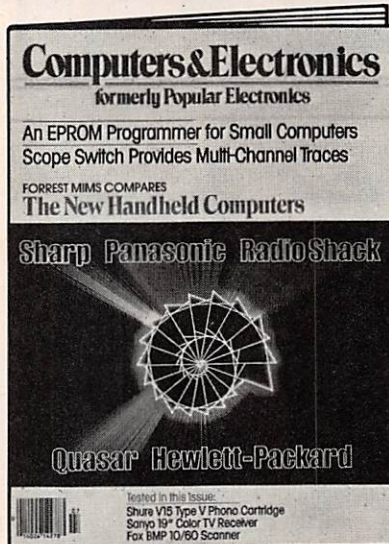 Computers&Electronics
formerly Popular Electronics
An EPROM Programmer for Small Computers
Scope Switch Provides Multi-Channel Traces
FORREST MIMS COMPARES
The New Handheld Computers
Sharp Panasonic Radio Shack
Quasar Hewlett-Packard
Tested in this Issue:
Shure V15 Type V Phono Cartridge
Sanyo 19" Color TV Receiver
Fox BMP 10/60 Scanner